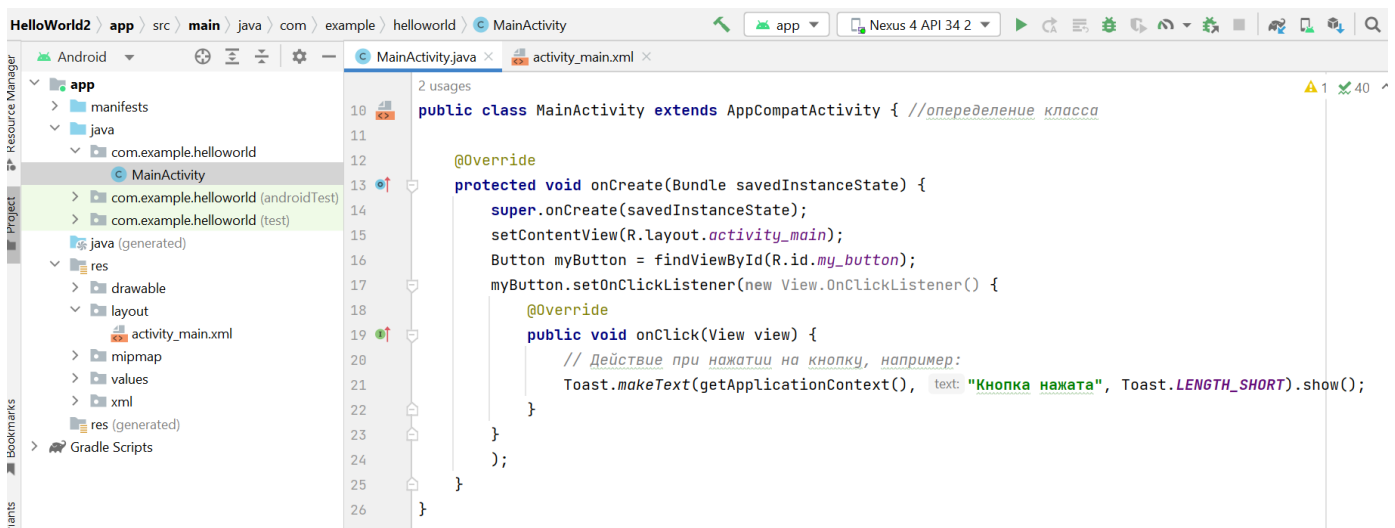 HelloWorld2 > app > src > main > java > com > example > helloworld > MainActivity
app
Nexus 4 API 34 2
Android
MainActivity.java
activity_main.xml
Resource Manager
Project
Bookmarks
app
manifests
java
com.example.helloworld
MainActivity
com.example.helloworld (androidTest)
com.example.helloworld (test)
java (generated)
res
drawable
layout
activity_main.xml
mipmap
values
xml
res (generated)
Gradle Scripts
2 usages
1 40
10 public class MainActivity extends AppCompatActivity { //опеределение класса
11
12 @Override
13 protected void onCreate(Bundle savedInstanceState) {
14 super.onCreate(savedInstanceState);
15 setContentView(R.layout.activity_main);
16 Button myButton = findViewById(R.id.my_button);
17 myButton.setOnClickListener(new View.OnClickListener() {
18 @Override
19 public void onClick(View view) {
20 // Действие при нажатии на кнопку, например:
21 Toast.makeText(getApplicationContext(), text: "Кнопка нажата", Toast.LENGTH_SHORT).show();
22 }
23 }
24 );
25 }
26 }